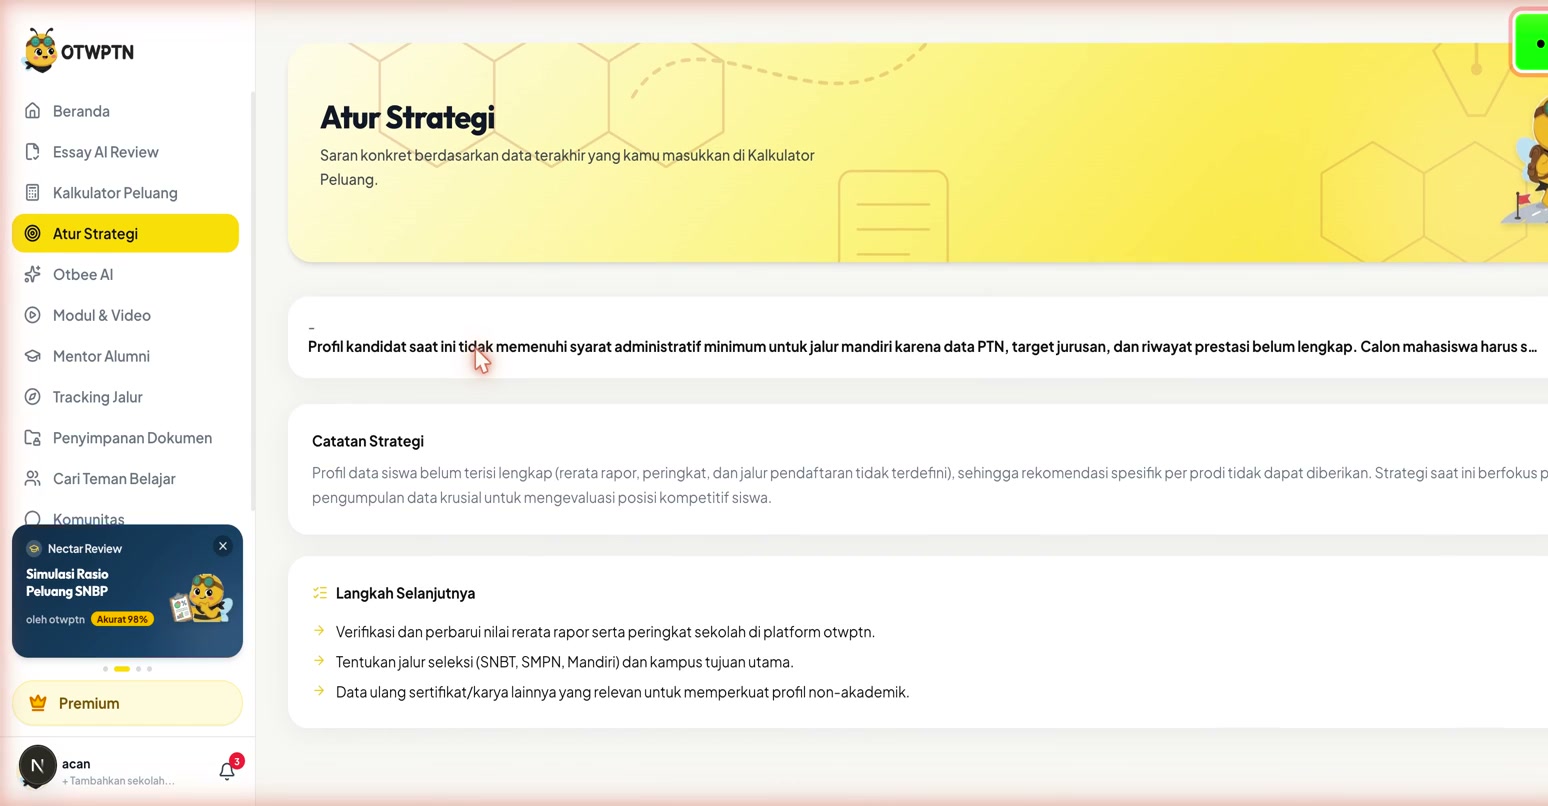 OTWPTN
Beranda
Essay AI Review
Kalkulator Peluang
Atur Strategi
Otbee AI
Modul & Video
Mentor Alumni
Tracking Jalur
Penyimpanan Dokumen
Cari Teman Belajar
Komunitas
Nectar Review
Simulasi Rasio
Peluang SNBP
oleh otwptn Akurat 98%
Premium
N
acan
+ Tambahkan sekolah...
3
Atur Strategi
Saran konkret berdasarkan data terakhir yang kamu masukkan di Kalkulator
Peluang.
-
Profil kandidat saat ini tidak memenuhi syarat administratif minimum untuk jalur mandiri karena data PTN, target jurusan, dan riwayat prestasi belum lengkap. Calon mahasiswa harus s...
Catatan Strategi
Profil data siswa belum terisi lengkap (rerata rapor, peringkat, dan jalur pendaftaran tidak terdefini), sehingga rekomendasi spesifik per prodi tidak dapat diberikan. Strategi saat ini berfokus p
pengumpulan data krusial untuk mengevaluasi posisi kompetitif siswa.
Langkah Selanjutnya
Verifikasi dan perbarui nilai rerata rapor serta peringkat sekolah di platform otwptn.
Tentukan jalur seleksi (SNBT, SMPN, Mandiri) dan kampus tujuan utama.
Data ulang sertifikat/karya lainnya yang relevan untuk memperkuat profil non-akademik.